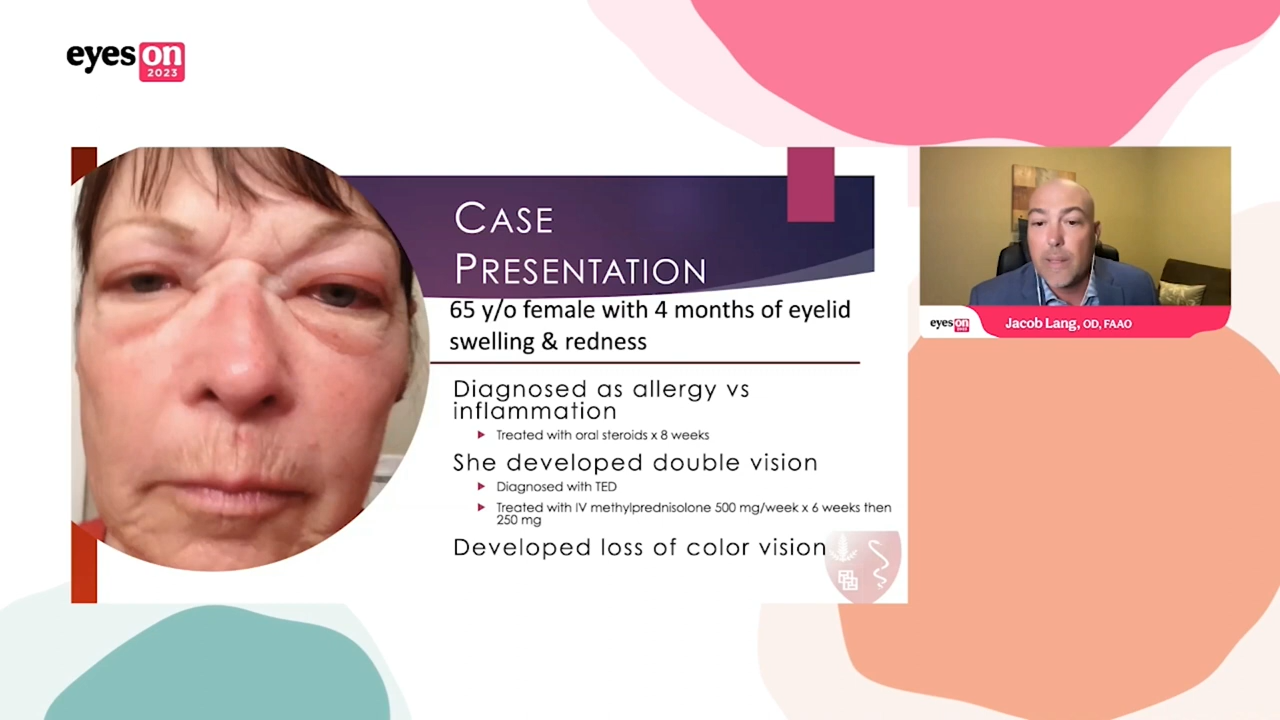 eyes on
2023
CASE
PRESENTATION
65 y/o female with 4 months of eyelid
swelling & redness
Diagnosed as allergy vs
inflammation
Treated with oral steroids x 8 weeks
She developed double vision
Diagnosed with TED
Treated with IV methylprednisolone 500 mg/week x 6 weeks then
250 mg
Developed loss of color vision
eyes on
2023
Jacob Lang, OD, FAAO